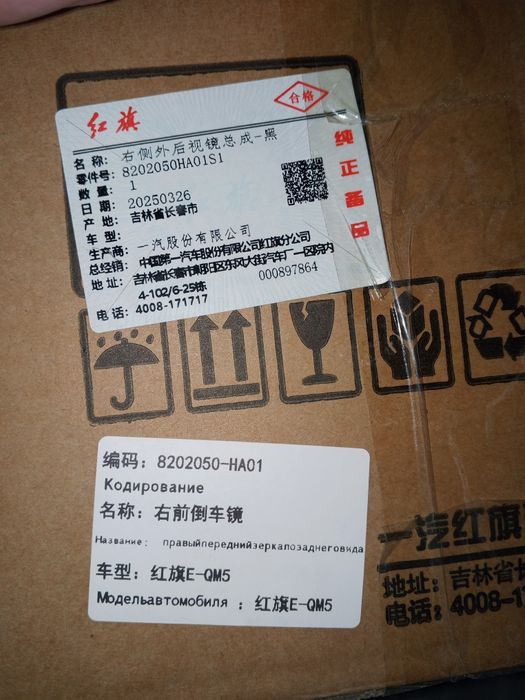 红旗
合格
名 称： 右侧外后视镜总成-黑
零件号： 8202050HA01S1
数 量： 1
日 期： 20250326
产 地： 吉林省长春市
车 型：
生产商： 一汽股份有限公司
总经销： 中国第一汽车股份有限公司红旗分公司
地 址： 吉林省长春市朝阳区东风大街汽车厂一区院内
4-102/6-25栋 000897864
电 话： 4008-171717
纯正备品
编码：8202050-HA01
Кодирование
名称：右前倒车镜
Название： правыйпереднийзеркалозаднеговида
车型：红旗E-QM5
Модельавтомобиля ：红旗E-QM5
一汽红旗
地址：吉林省长
电话：4008-171